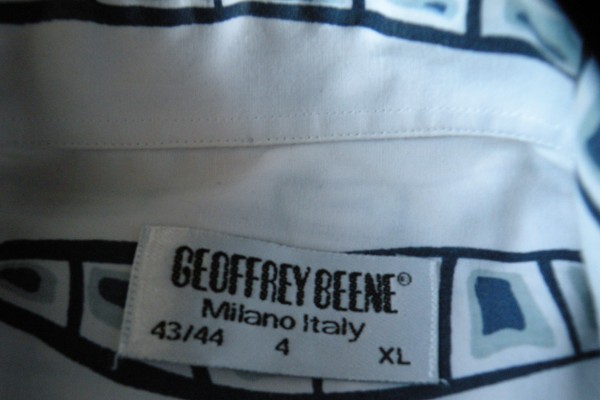 GEOFFREY BEENE®
Milano Italy
43/44 4 XL